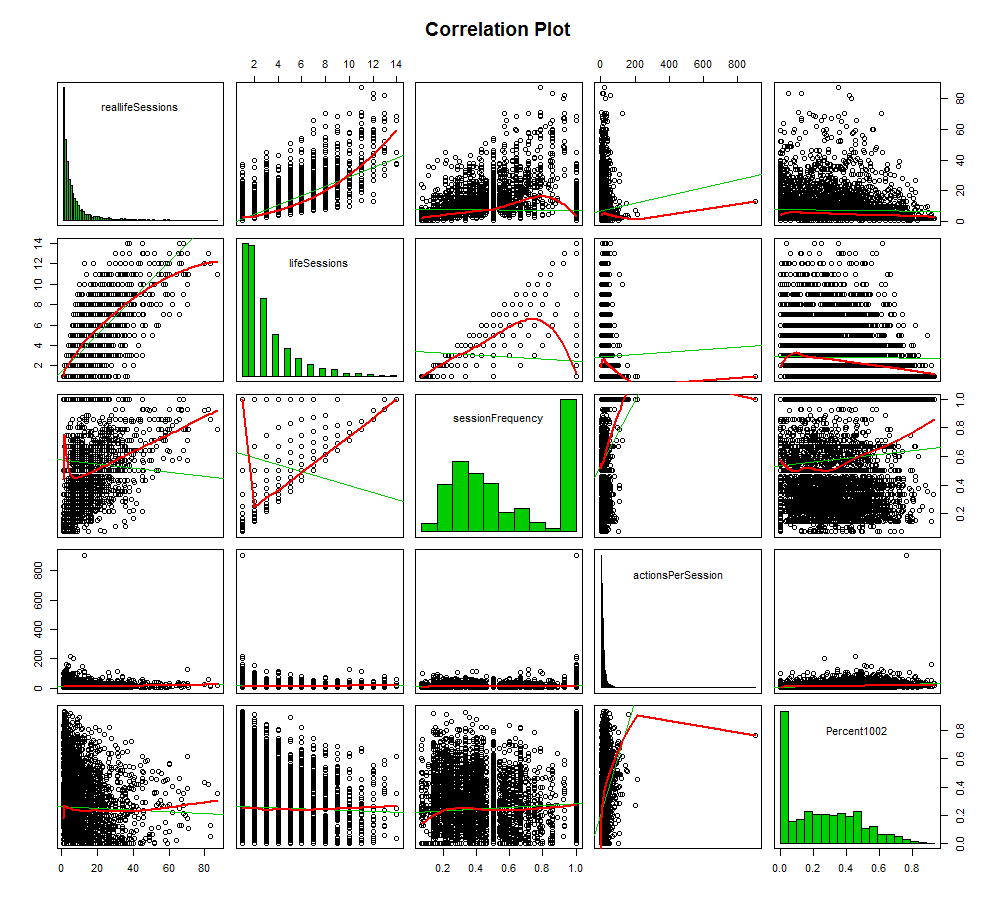 Correlation Plot
2 4 6 8 10 12 14
0 200 400 600 800
reallifeSessions
0 20 40 60 80
lifeSessions
2 4 6 8 10 12 14
sessionFrequency
0.2 0.4 0.6 0.8 1.0
actionsPerSession
0 200 400 600 800
Percent1002
0.0 0.2 0.4 0.6 0.8
0 20 40 60 80
0.2 0.4 0.6 0.8 1.0
0.0 0.2 0.4 0.6 0.8